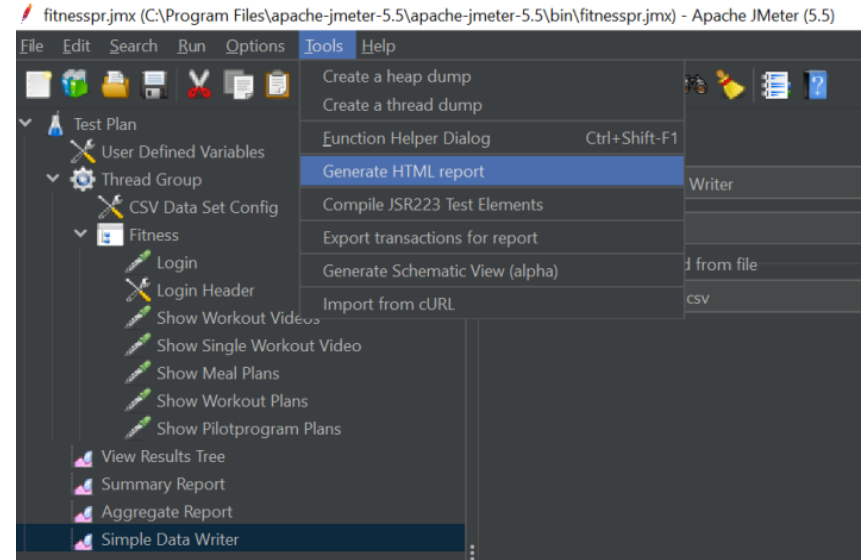 fitnesspr.jmx (C:\Program Files\apache-jmeter-5.5\apache-jmeter-5.5\bin\fitnesspr.jmx) - Apache JMeter (5.5)
File Edit Search Run Options Tools Help
Create a heap dump
Create a thread dump
Function Helper Dialog Ctrl+Shift-F1
Generate HTML report
Compile JSR223 Test Elements
Export transactions for report
Generate Schematic View (alpha)
Import from cURL
Test Plan
User Defined Variables
Thread Group
CSV Data Set Config
Fitness
Login
Login Header
Show Workout Videos
Show Single Workout Video
Show Meal Plans
Show Workout Plans
Show Pilotprogram Plans
View Results Tree
Summary Report
Aggregate Report
Simple Data Writer
Writer
d from file
csv